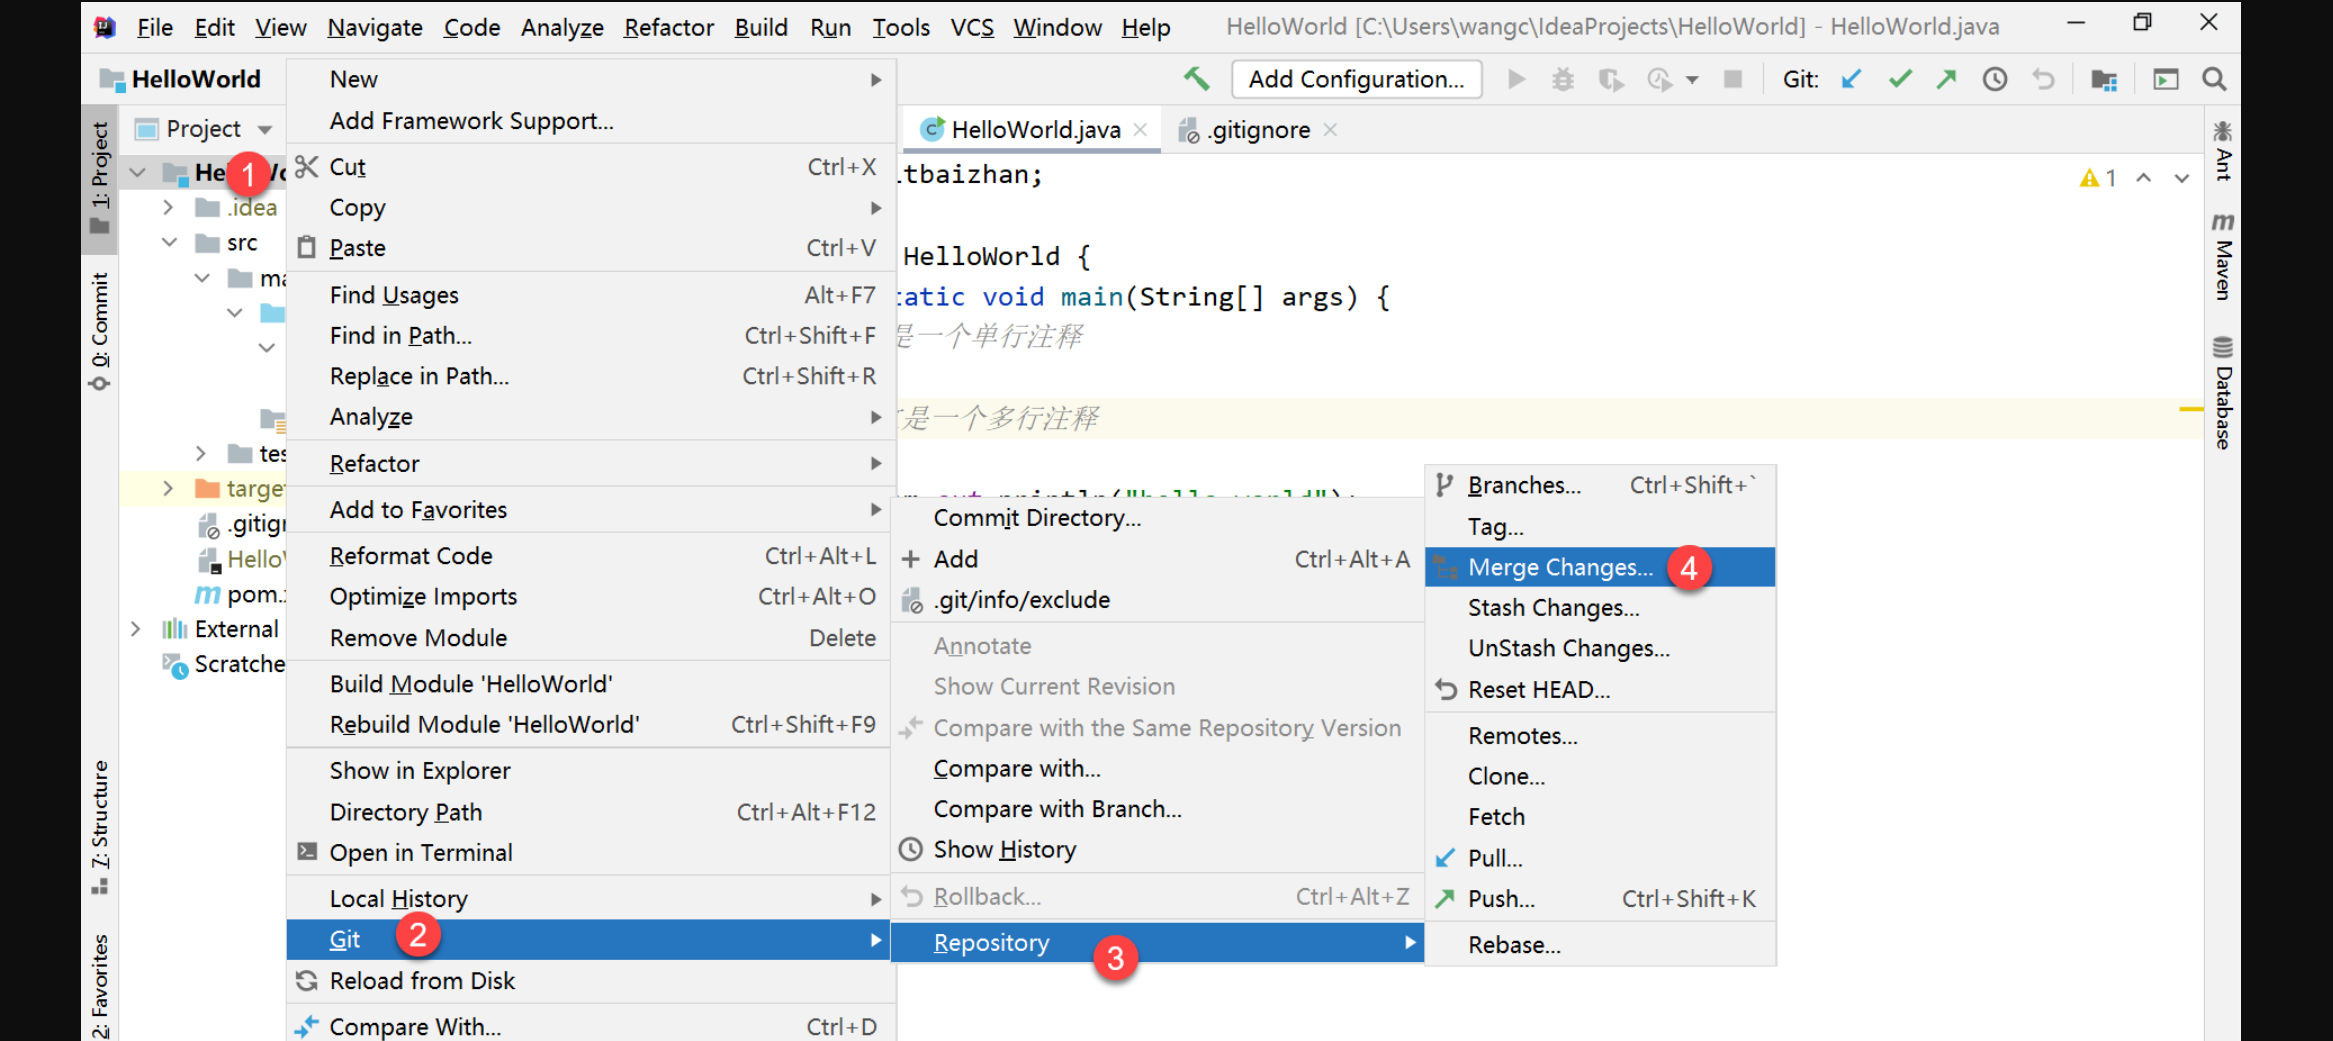 File Edit View Navigate Code Analyze Refactor Build Run Tools VCS Window Help HelloWorld [C:\Users\wangc\IdeaProjects\HelloWorld] - HelloWorld.java
HelloWorld
Add Configuration...
Git:
1: Project
0: Commit
7: Structure
2: Favorites
Project
1
.idea
src
pom.
External
New
Add Framework Support...
Cut Ctrl+X
Copy
Paste Ctrl+V
Find Usages Alt+F7
Find in Path... Ctrl+Shift+F
Replace in Path... Ctrl+Shift+R
Analyze
Refactor
Add to Favorites
Reformat Code Ctrl+Alt+L
Optimize Imports Ctrl+Alt+O
Remove Module Delete
Build Module 'HelloWorld'
Rebuild Module 'HelloWorld' Ctrl+Shift+F9
Show in Explorer
Directory Path Ctrl+Alt+F12
Open in Terminal
Local History
Git 2
Reload from Disk
Compare With... Ctrl+D
HelloWorld.java
.gitignore
tbaizhan;
1
HelloWorld {
atic void main(String[] args) {
是一个单行注释
是一个多行注释
Commit Directory...
Add Ctrl+Alt+A
.git/info/exclude
Annotate
Show Current Revision
Compare with the Same Repository Version
Compare with...
Compare with Branch...
Show History
Rollback... Ctrl+Alt+Z
Repository 3
Branches... Ctrl+Shift+`
Tag...
Merge Changes... 4
Stash Changes...
UnStash Changes...
Reset HEAD...
Remotes...
Clone...
Fetch
Pull...
Push... Ctrl+Shift+K
Rebase...
Ant
Maven
Database